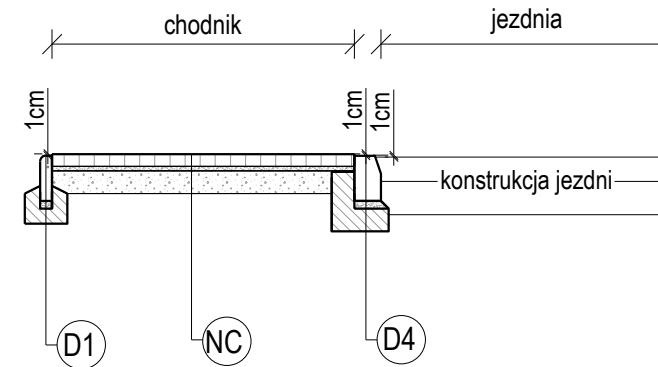 chodnik
jezdnia
1cm
1cm
1cm
konstrukcja jezdni
D1
NC
D4